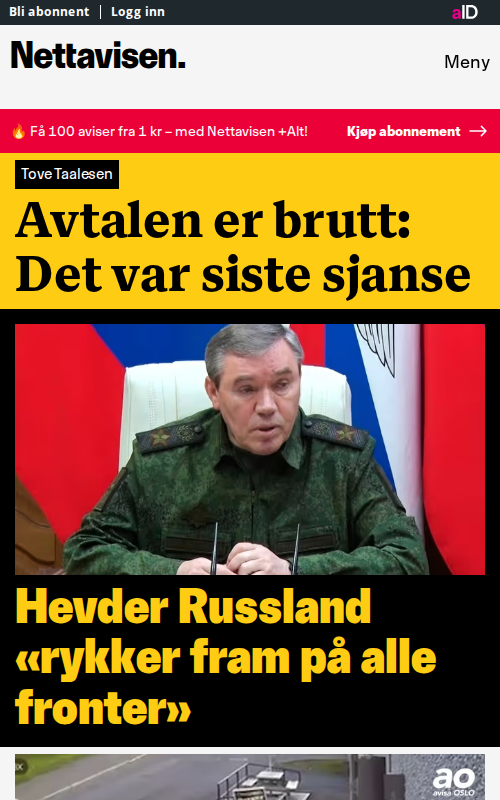 Bli abonnent | Logg inn
aID
Nettavisen.
Meny
🔥 Få 100 aviser fra 1 kr – med Nettavisen +Alt!
Kjøp abonnement →
Tove Taalesen
Avtalen er brutt:
Det var siste sjanse
Hevder Russland
«rykker fram på alle
fronter»
ao
avisa OSLO